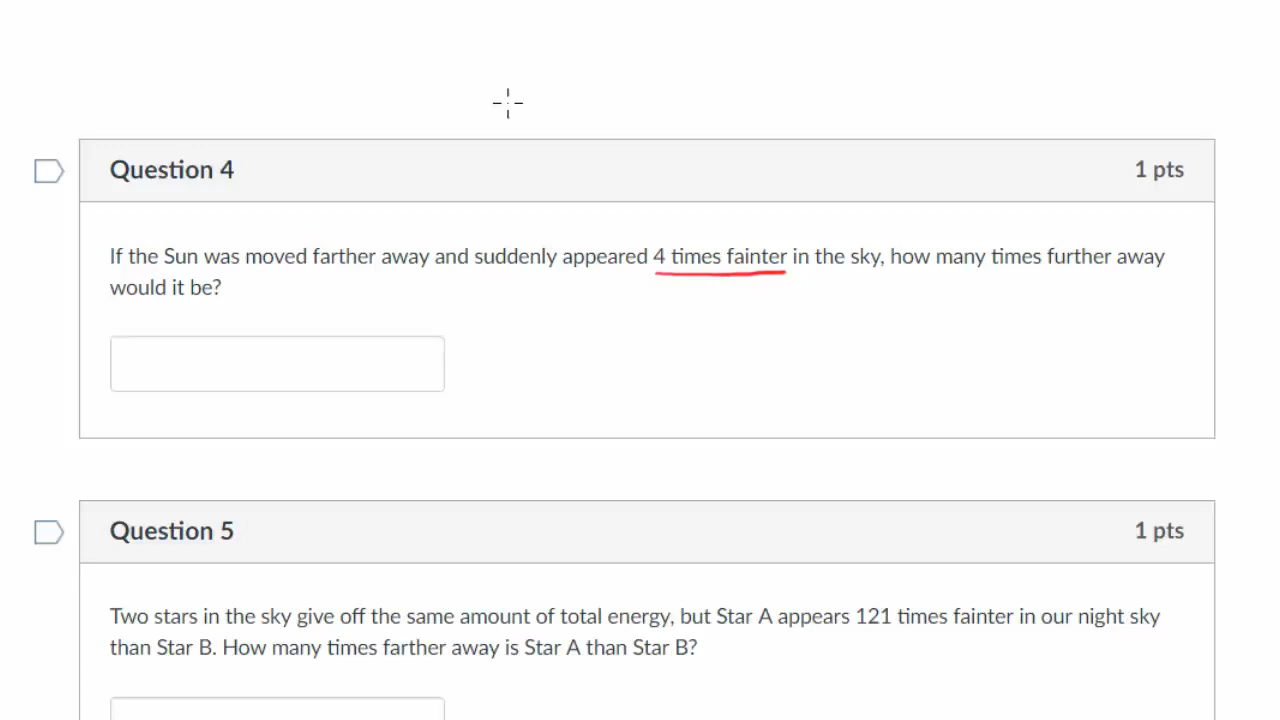 Question 4
1 pts
If the Sun was moved farther away and suddenly appeared 4 times fainter in the sky, how many times further away
would it be?
Question 5
1 pts
Two stars in the sky give off the same amount of total energy, but Star A appears 121 times fainter in our night sky
than Star B. How many times farther away is Star A than Star B?